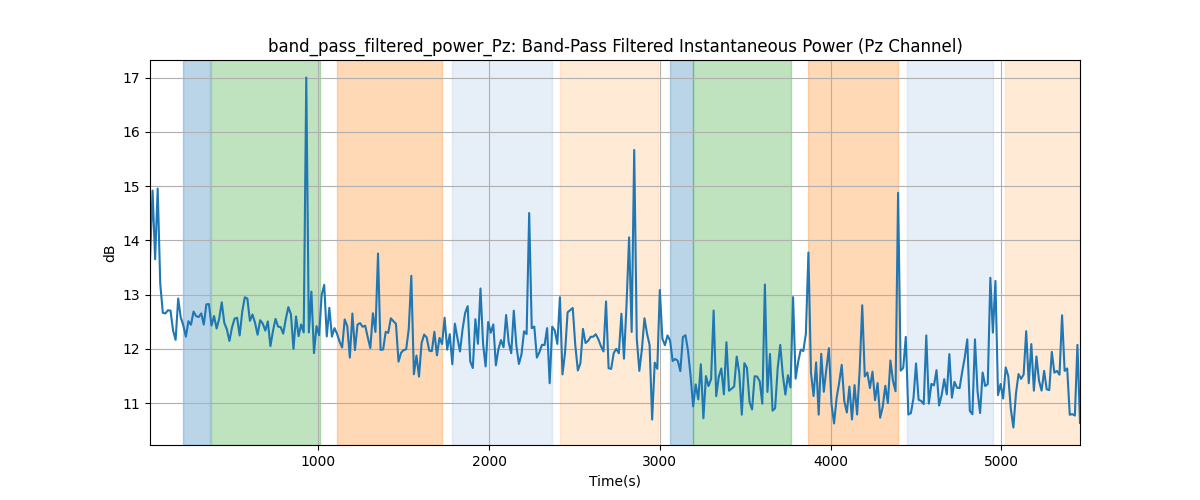 band_pass_filtered_power_Pz: Band-Pass Filtered Instantaneous Power (Pz Channel)
17
16
15
14
13
12
11
dB
1000 2000 3000 4000 5000
Time(s)